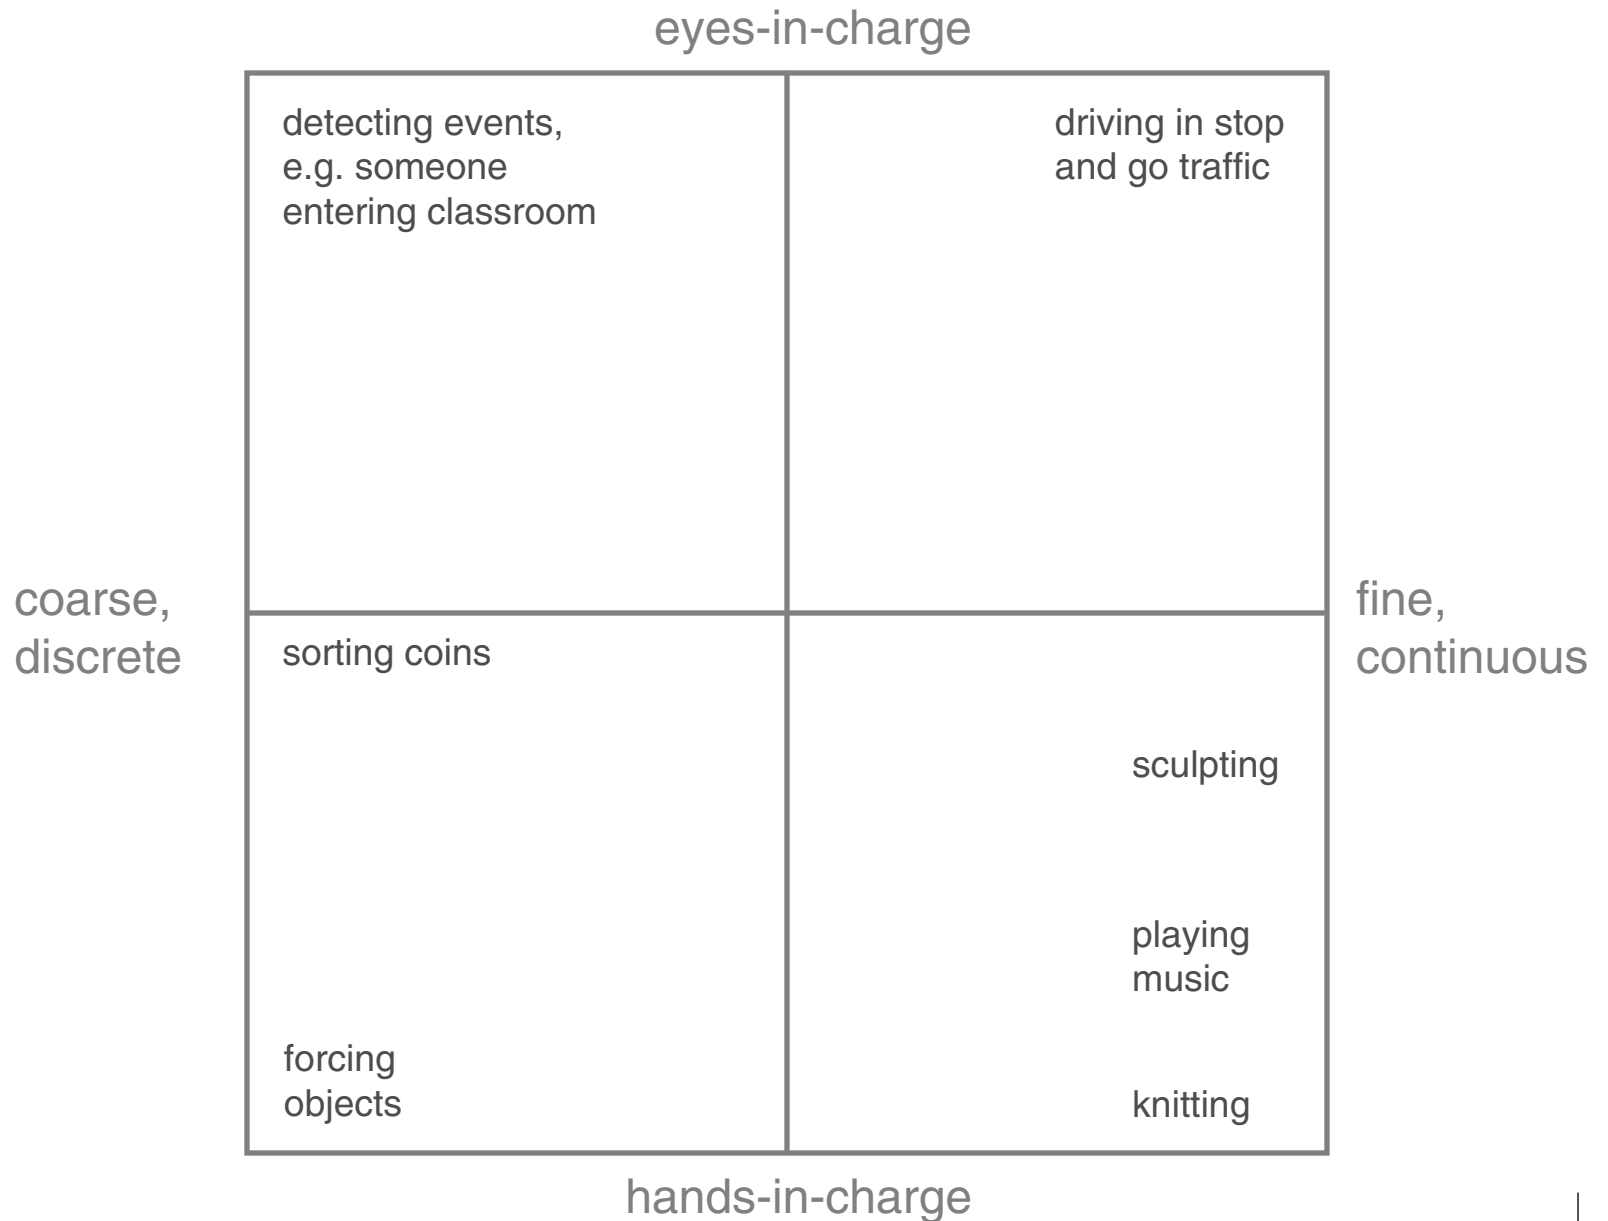 eyes-in-charge
detecting events,
e.g. someone
entering classroom
driving in stop
and go traffic
coarse,
discrete
fine,
continuous
sorting coins
sculpting
playing
music
forcing
objects
knitting
hands-in-charge